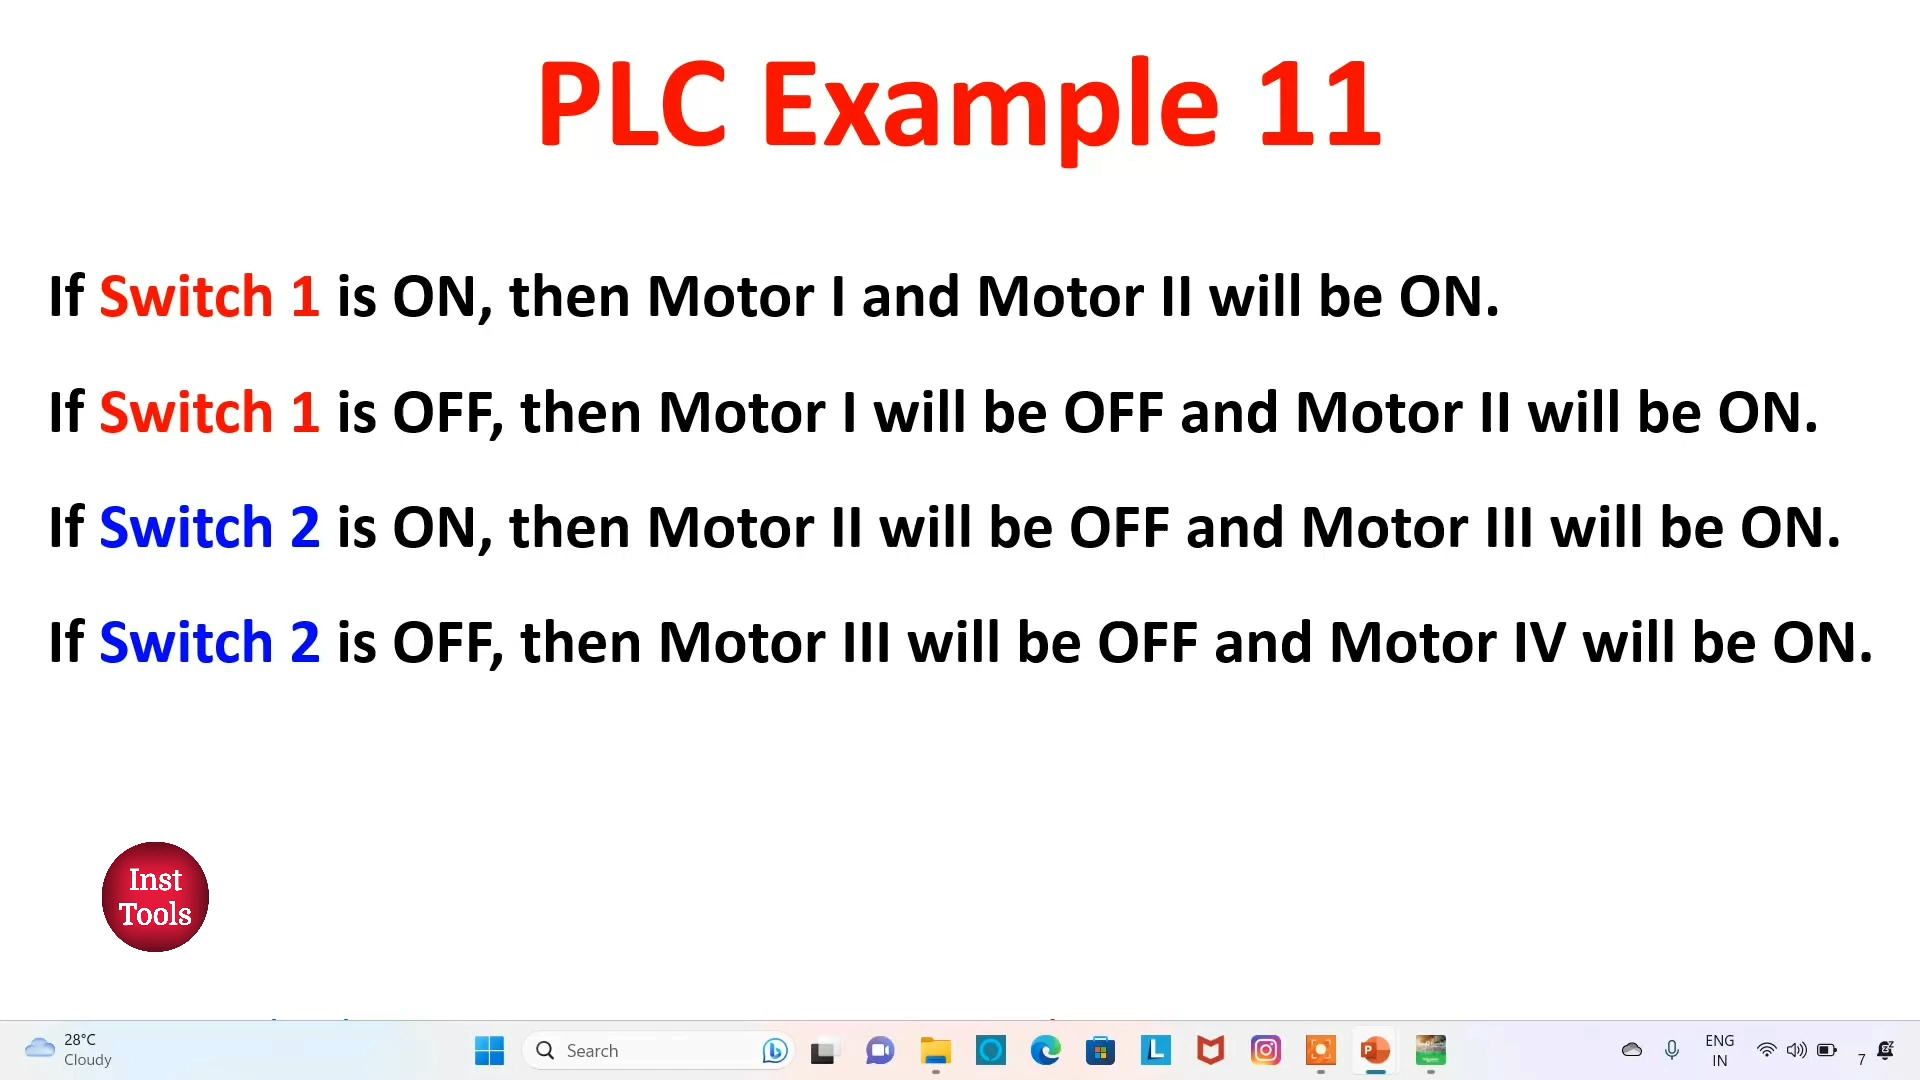 PLC Example 11
If Switch 1 is ON, then Motor I and Motor II will be ON.
If Switch 1 is OFF, then Motor I will be OFF and Motor II will be ON.
If Switch 2 is ON, then Motor II will be OFF and Motor III will be ON.
If Switch 2 is OFF, then Motor III will be OFF and Motor IV will be ON.
Inst
Tools
28°C
Cloudy
Search
L
P
ENG
IN
7